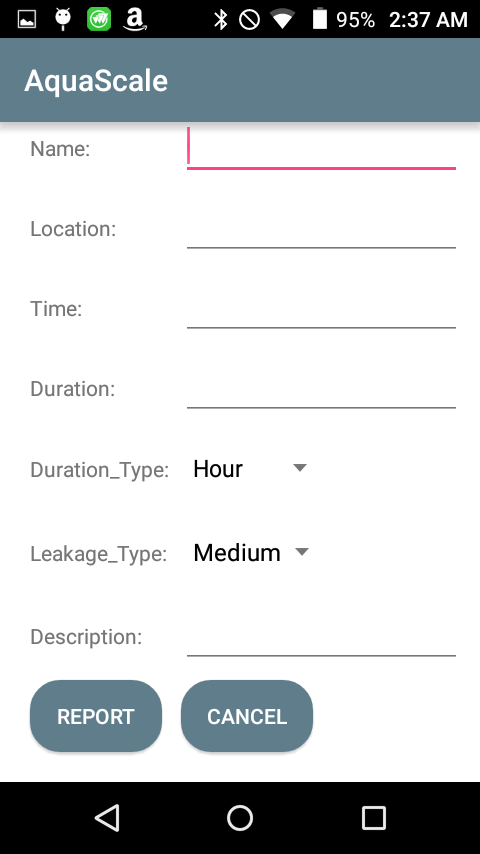 95% 2:37 AM
AquaScale
Name:
Location:
Time:
Duration:
Duration_Type: Hour
Leakage_Type: Medium
Description:
REPORT CANCEL